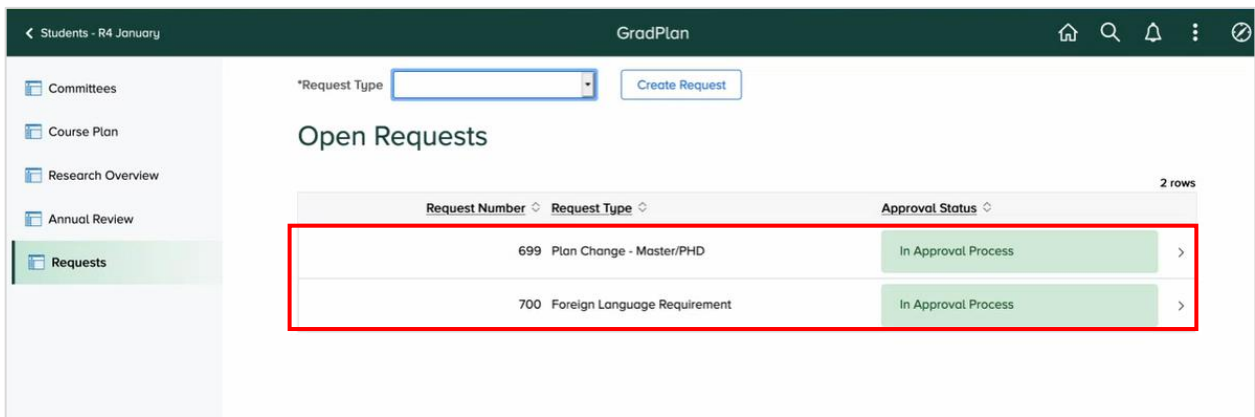 Students - R4 January
GradPlan
Committees
Course Plan
Research Overview
Annual Review
Requests
*Request Type
Create Request
Open Requests
2 rows
Request Number Request Type Approval Status
699 Plan Change - Master/PHD In Approval Process
700 Foreign Language Requirement In Approval Process